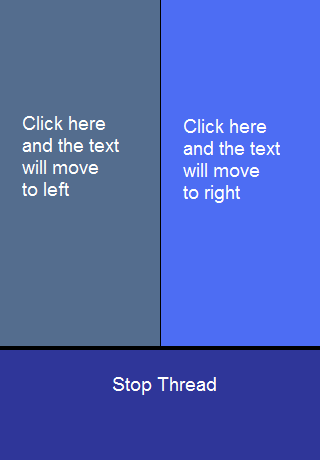 Click here
and the text
will move
to left
Click here
and the text
will move
to right
Stop Thread